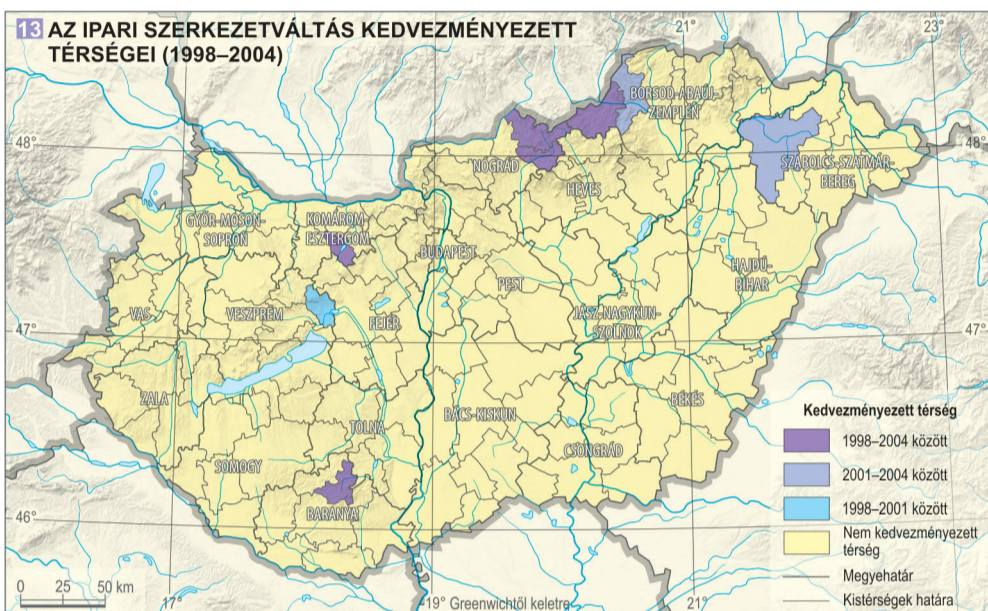 13 AZ IPARI SZERKEZETVÁLTÁS KEDVEZMÉNYEZETT
TÉRSÉGEI (1998–2004)
21°
23°
48°
BORSOD-ABAÚJ-
ZEMPLÉN
48°
NÓGRÁD
HEVES
SZABOLCS-SZATMÁR-
BEREG
GYŐR-MOSON-
SOPRON
KOMÁROM-
ESZTERGOM
BUDAPEST
PEST
HAJDÚ-
BIHAR
VAS
VESZPRÉM
FEJÉR
JÁSZ-NAGYKUN-
SZOLNOK
47°
47°
ZALA
TOLNA
BÁCS-KISKUN
BÉKÉS
SOMOGY
CSONGRÁD
BARANYA
46°
Kedvezményezett térség
1998–2004 között
2001–2004 között
1998–2001 között
Nem kedvezményezett
térség
Megyehatár
Kistérségek határa
0 25 50 km
17°
19° Greenwichtől keletre
21°